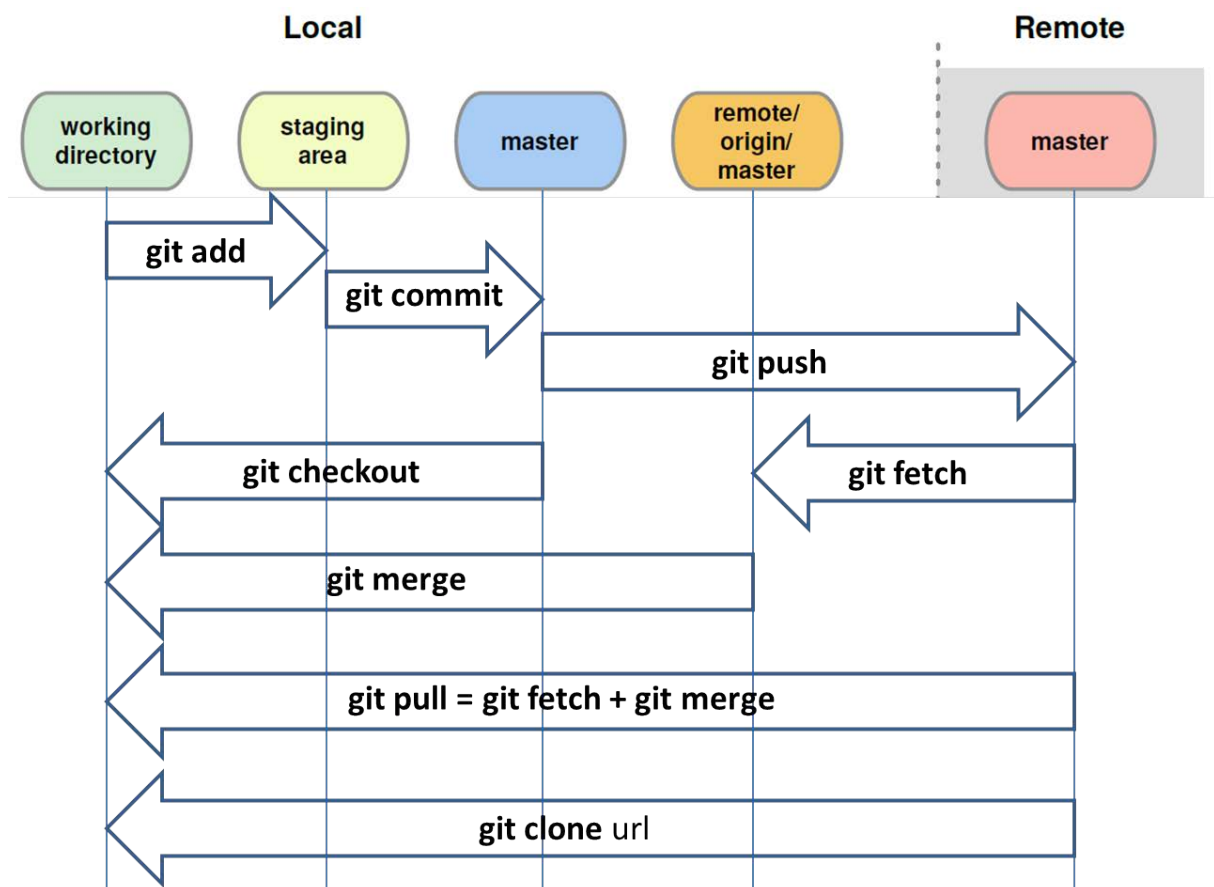 Local
Remote
working
directory
staging
area
master
remote/
origin/
master
master
git add
git commit
git push
git checkout
git fetch
git merge
git pull = git fetch + git merge
git clone url